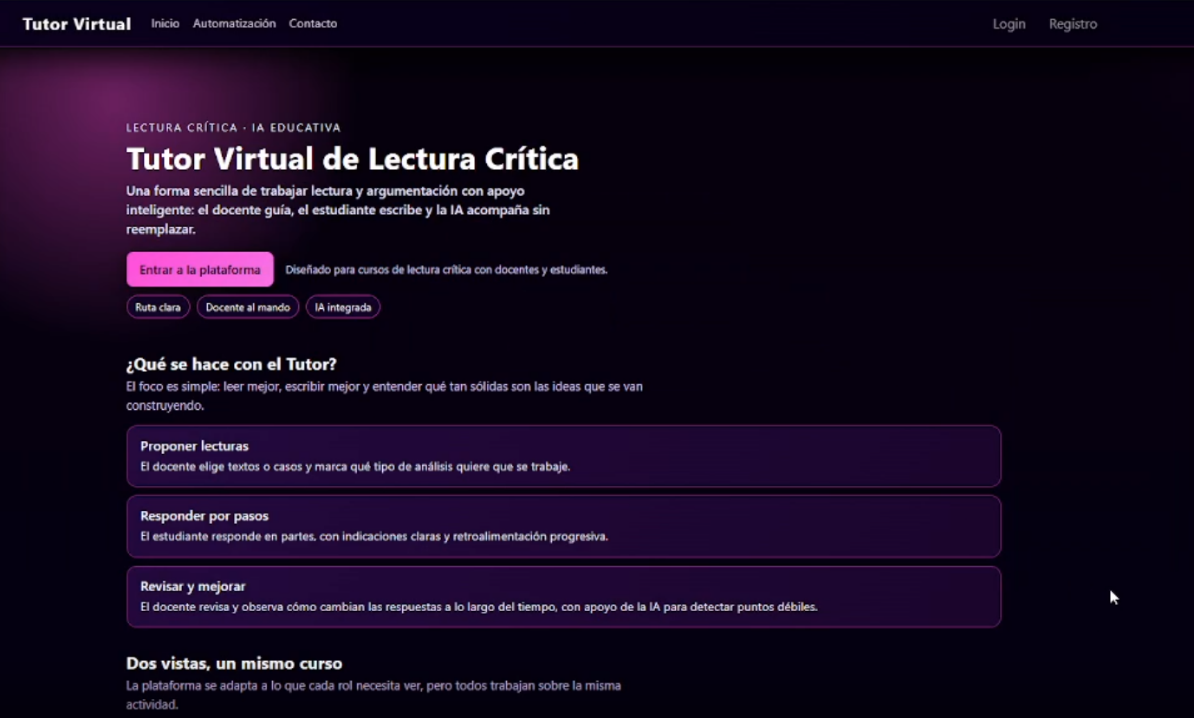 Tutor Virtual Inicio Automatización Contacto Login Registro
LECTURA CRÍTICA · IA EDUCATIVA
Tutor Virtual de Lectura Crítica
Una forma sencilla de trabajar lectura y argumentación con apoyo
inteligente: el docente guía, el estudiante escribe y la IA acompaña sin
reemplazar.
Entrar a la plataforma Diseñado para cursos de lectura crítica con docentes y estudiantes.
Ruta clara Docente al mando IA integrada
¿Qué se hace con el Tutor?
El foco es simple: leer mejor, escribir mejor y entender qué tan sólidas son las ideas que se van
construyendo.
Proponer lecturas
El docente elige textos o casos y marca qué tipo de análisis quiere que se trabaje.
Responder por pasos
El estudiante responde en partes, con indicaciones claras y retroalimentación progresiva.
Revisar y mejorar
El docente revisa y observa cómo cambian las respuestas a lo largo del tiempo, con apoyo de la IA para detectar puntos débiles.
Dos vistas, un mismo curso
La plataforma se adapta a lo que cada rol necesita ver, pero todos trabajan sobre la misma
actividad.